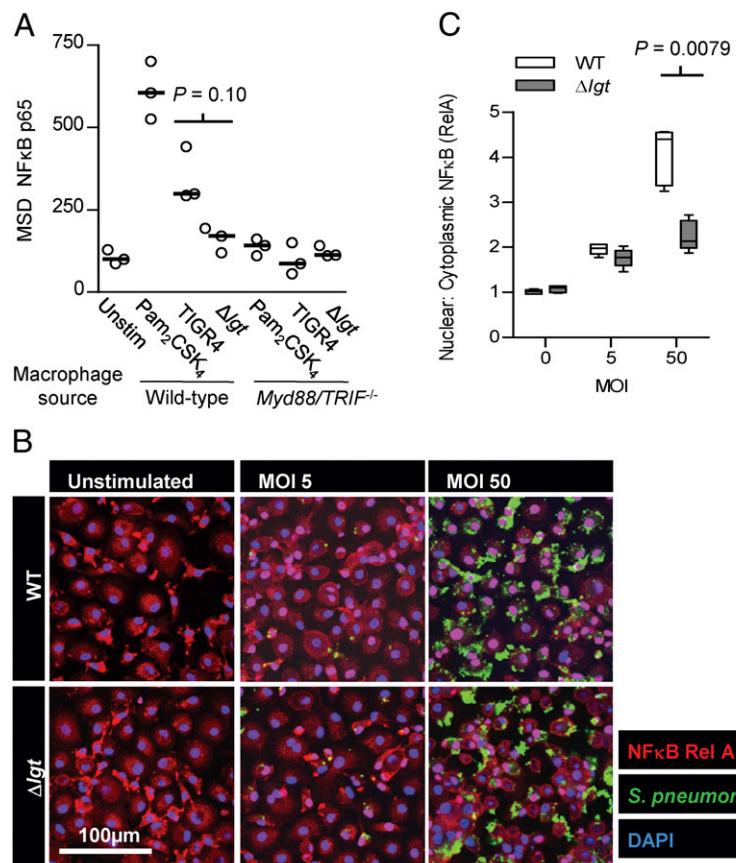 A
750
500
250
0
MSD NFκB p65
P = 0.10
Unstim
Pam₂CSK₄
TIGR4
Δlgt
Pam₂CSK₄
TIGR4
Δlgt
Macrophage source
Wild-type
Myd88/TRIF⁻/⁻
C
WT
Δlgt
P = 0.0079
Nuclear: Cytoplasmic NFκB (RelA)
5
4
3
2
1
0
0
5
50
MOI
B
Unstimulated
MOI 5
MOI 50
WT
Δlgt
100µm
NFκB Rel A
S. pneumon
DAPI